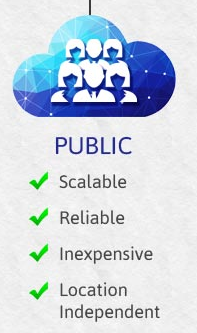 PUBLIC
Scalable
Reliable
Inexpensive
Location
Independent